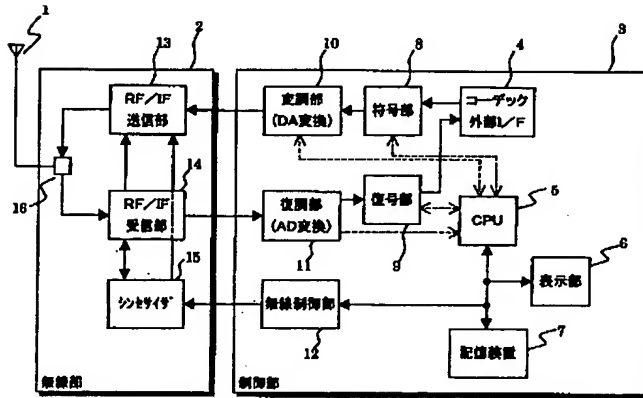 1
13
2
10
8
4
3
RF/IF
送信部
変調部
(DA変換)
符号部
コーデック
外部I/F
16
14
RF/IF
受信部
復調部
(AD変換)
復号部
CPU
5
11
9
15
シンセサイザ
無線制御部
12
表示部
6
記憶装置
7
無線部
制御部